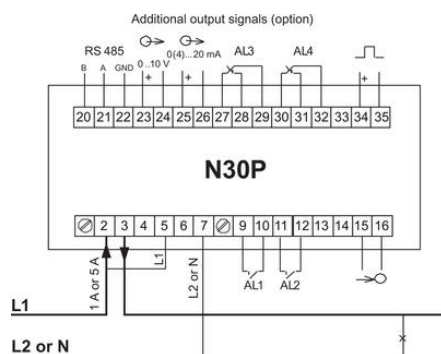 Additional output signals (option)
RS 485
0(4)...20 mA
AL3
AL4
B
A
GND
0 ..10 V
+
+
+
20 21 22 23 24 25 26 27 28 29 30 31 32 33 34 35
N30P
2 3 4 5 6 7 9 10 11 12 13 14 15 16
1 A or 5 A
L1
L2 or N
AL1
AL2
L1
L2 or N